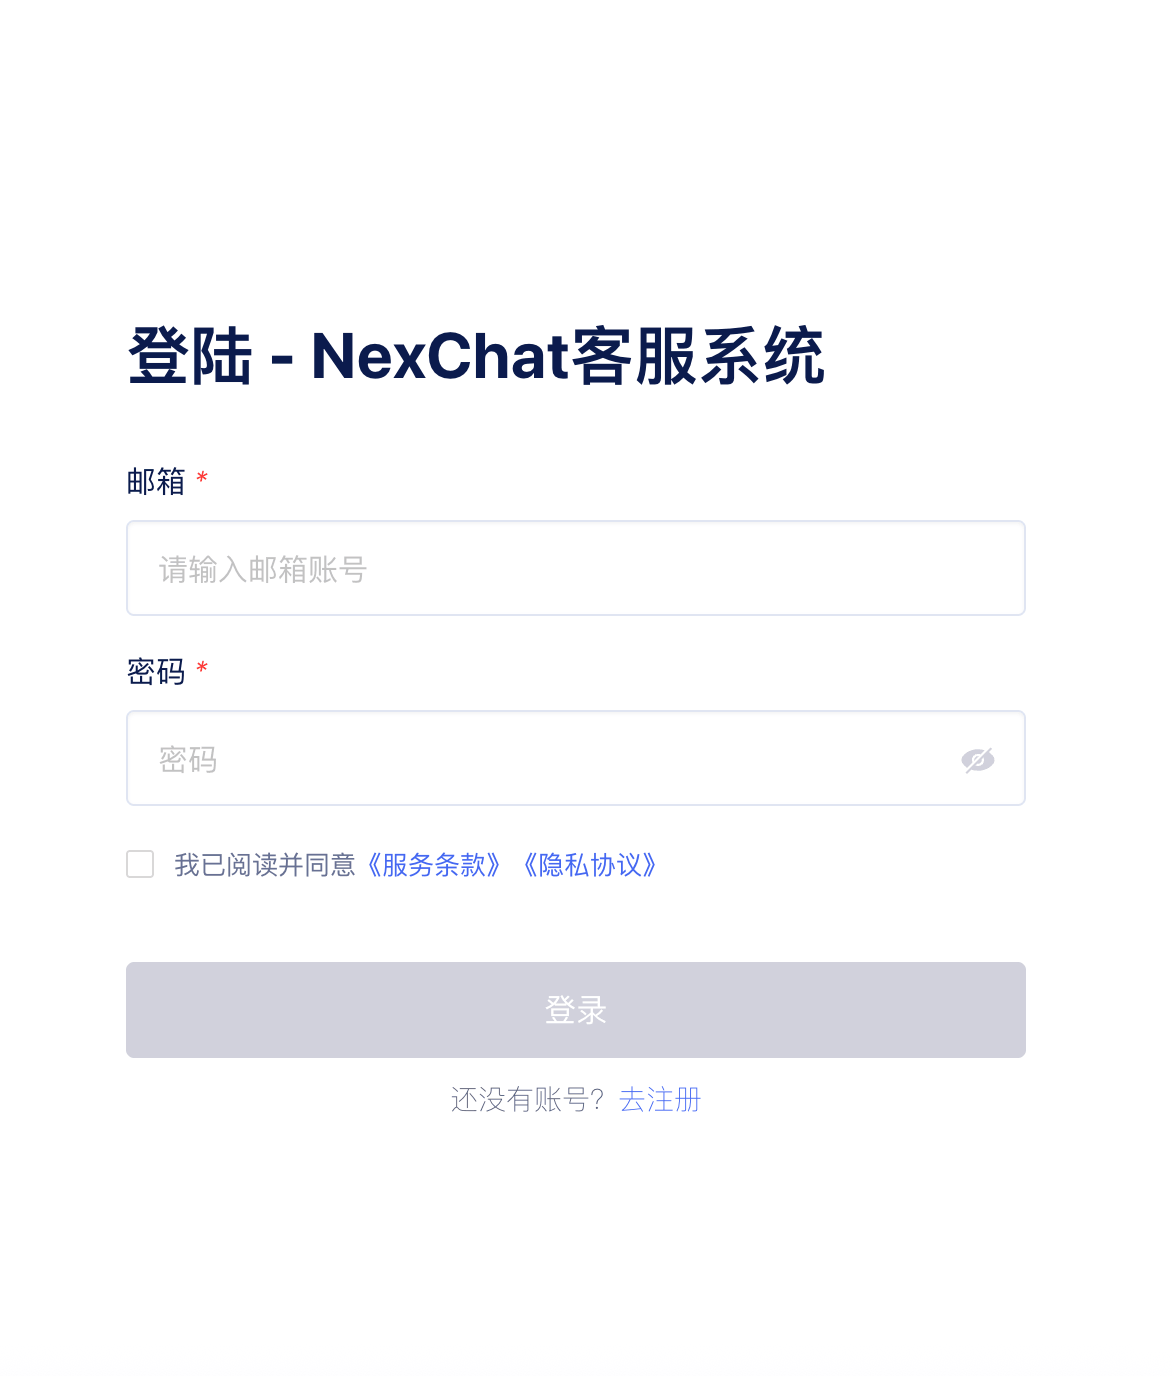 登陆 - NexChat客服系统
邮箱 *
请输入邮箱账号
密码 *
密码
我已阅读并同意《服务条款》《隐私协议》
登录
还没有账号？去注册